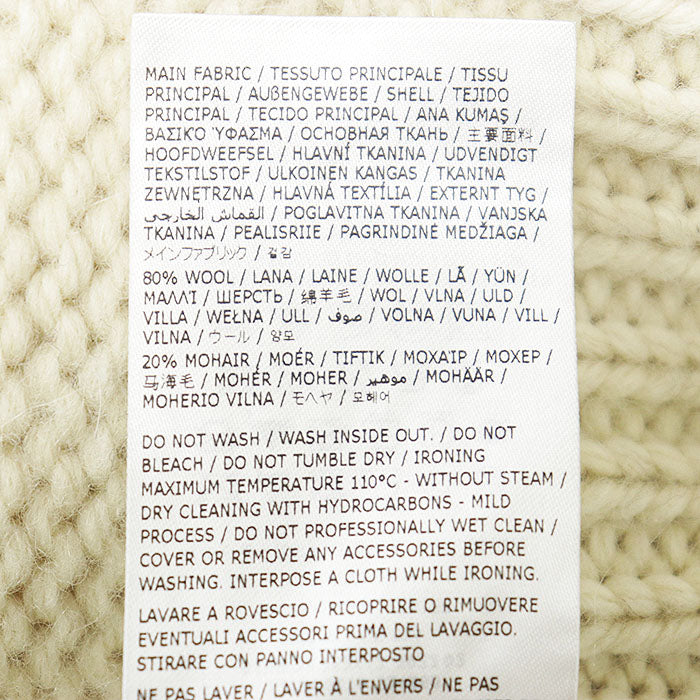 MAIN FABRIC / TESSUTO PRINCIPALE / TISSU
PRINCIPAL / AUßENGEWEBE / SHELL / TEJIDO
PRINCIPAL / TECIDO PRINCIPAL / ANA KUMAŞ /
ΒΑΣΙΚΌ ΎΦΑΣΜΑ / ОСНОВНАЯ ТКАНЬ / 主要面料 /
HOOFDWEEFSEL / HLAVNÍ TKANINA / UDVENDIGT
TEKSTILSTOF / ULKOINEN KANGAS / TKANINA
ZEWNĘTRZNA / HLAVNÁ TEXTÍLIA / EXTERNT TYG /
القماش الخارجي / POGLAVITNA TKANINA / VANJSKA
TKANINA / PEALISRIIE / PAGRINDINĖ MEDŽIAGA /
メインファブリック / 겉감
80% WOOL / LANA / LAINE / WOLLE / LÃ / YÜN /
ΜΑΛΛΊ / ШЕРСТЬ / 绵羊毛 / WOL / VLNA / ULD /
VILLA / WEŁNA / ULL / صوف / VOLNA / VUNA / VILL /
VILNA / ウール / 양모
20% MOHAIR / MOÉR / TIFTIK / ΜΟΧΑΊΡ / МОХЕР /
马海毛 / MOHÉR / MOHER / موهير / MOHÄÄR /
MOHERIO VILNA / モヘヤ / 모헤어
DO NOT WASH / WASH INSIDE OUT. / DO NOT
BLEACH / DO NOT TUMBLE DRY / IRONING
MAXIMUM TEMPERATURE 110°C - WITHOUT STEAM /
DRY CLEANING WITH HYDROCARBONS - MILD
PROCESS / DO NOT PROFESSIONALLY WET CLEAN /
COVER OR REMOVE ANY ACCESSORIES BEFORE
WASHING. INTERPOSE A CLOTH WHILE IRONING.
LAVARE A ROVESCIO / RICOPRIRE O RIMUOVERE
EVENTUALI ACCESSORI PRIMA DEL LAVAGGIO.
STIRARE CON PANNO INTERPOSTO
NE PAS LAVER / LAVER À L'ENVERS / NE PAS